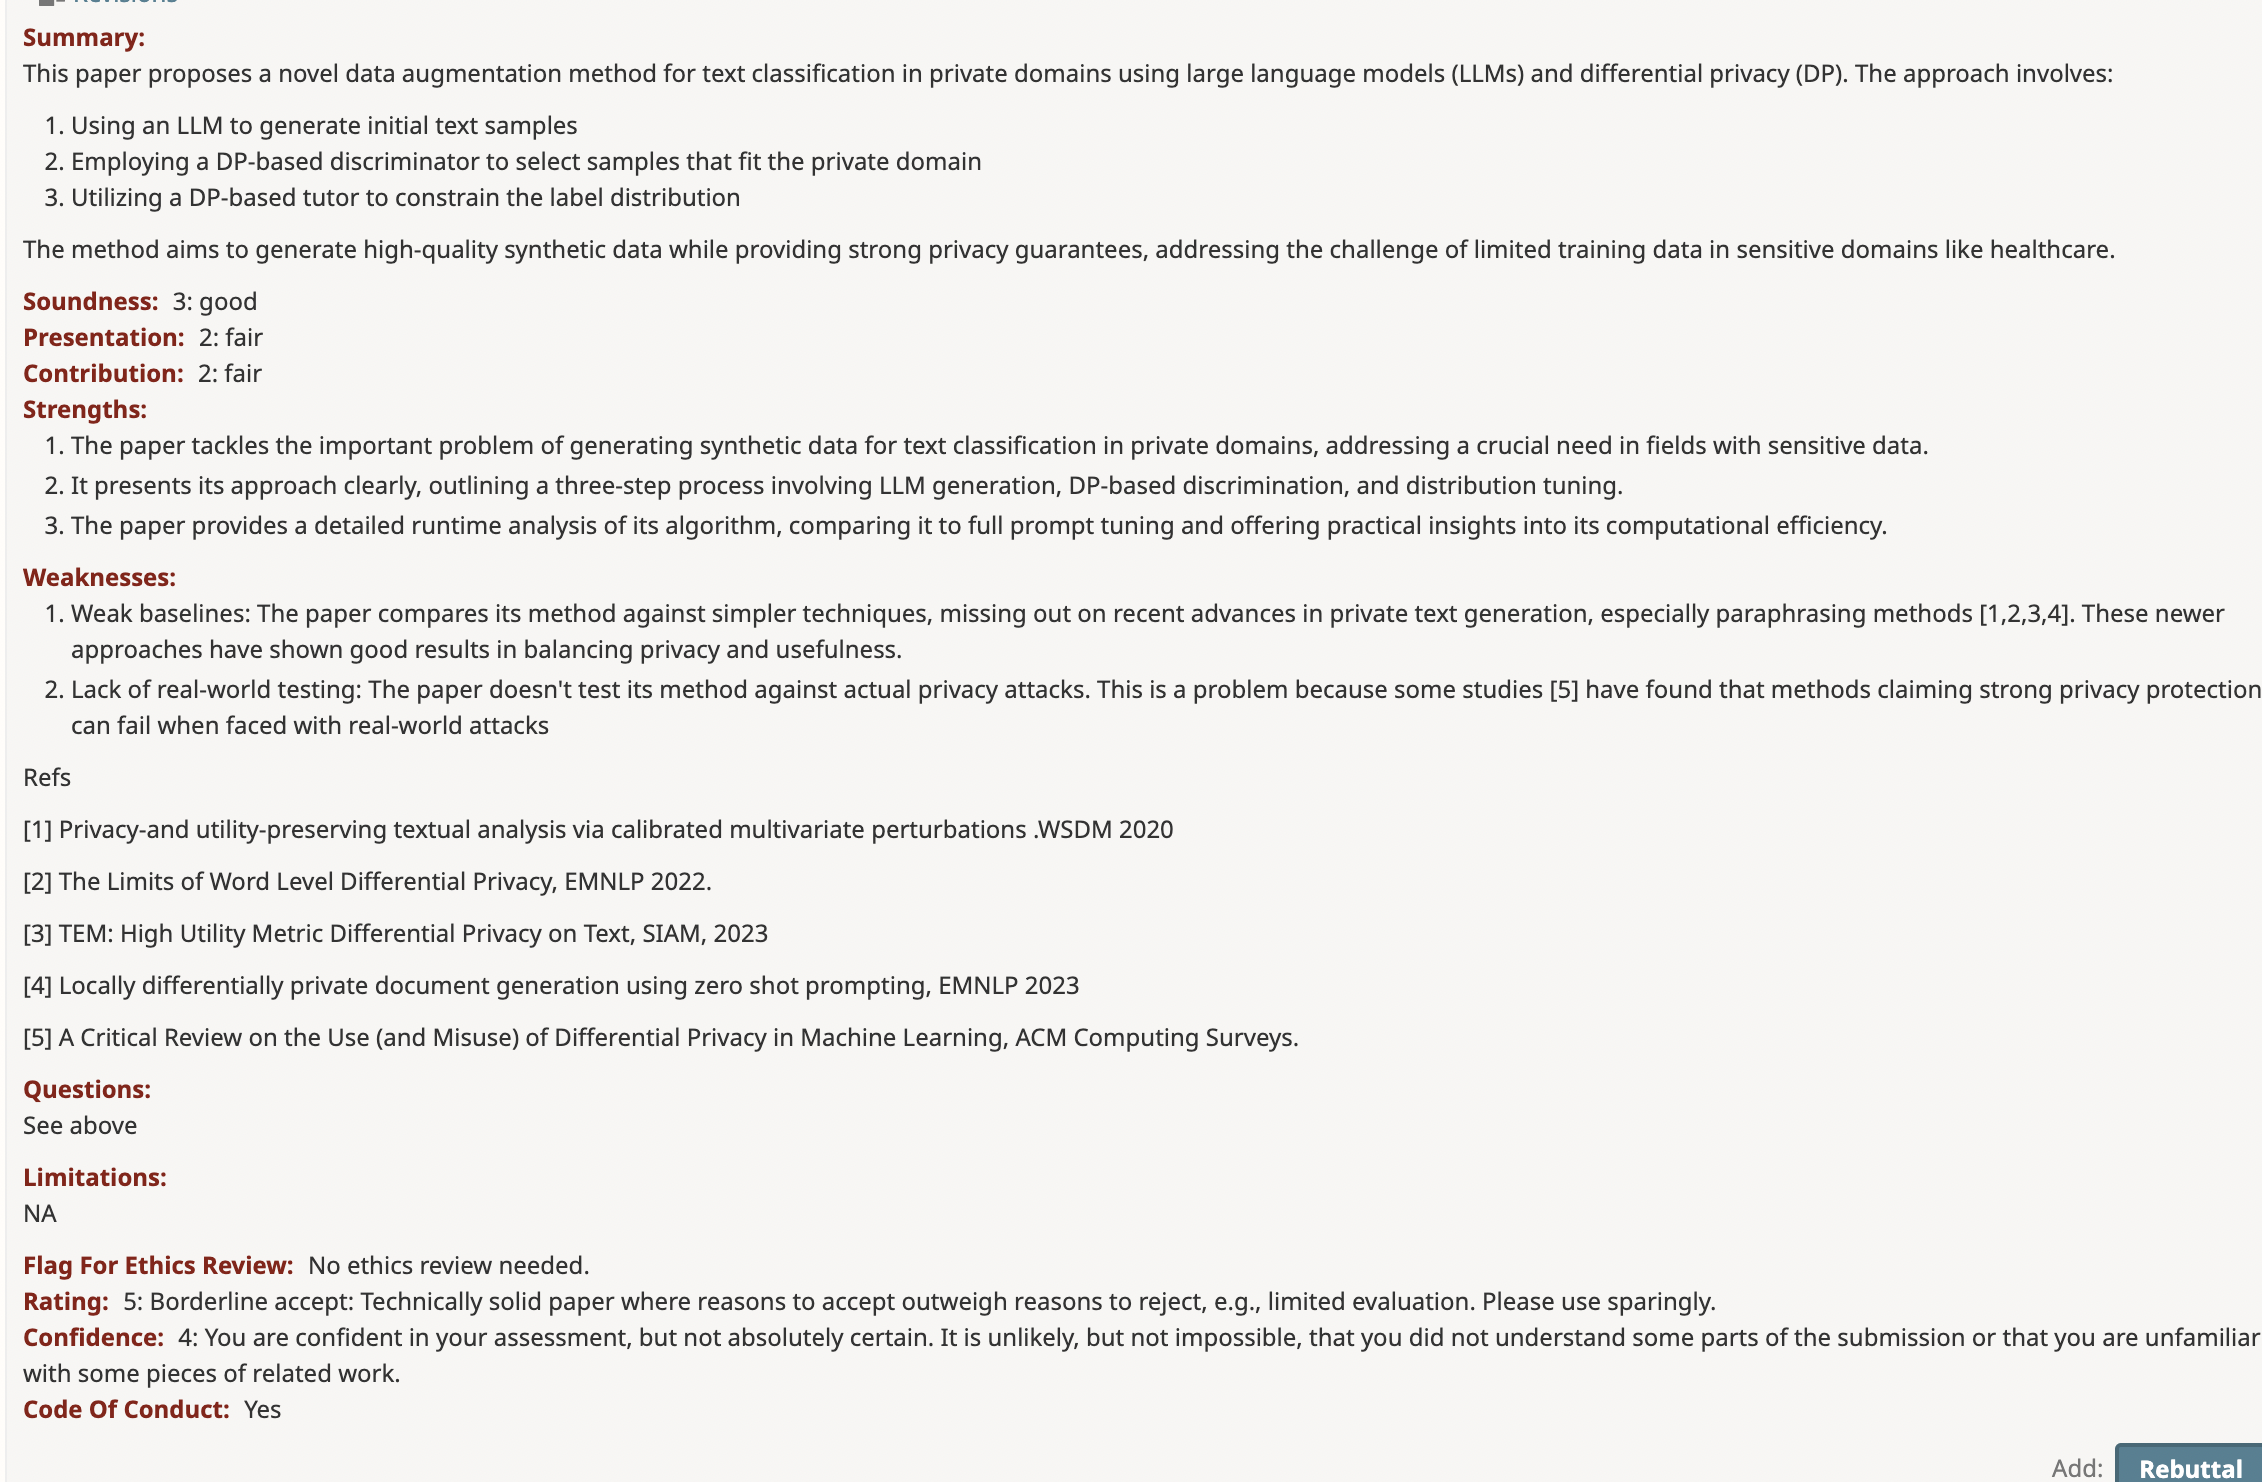 Revisions
Summary:
This paper proposes a novel data augmentation method for text classification in private domains using large language models (LLMs) and differential privacy (DP). The approach involves:
1. Using an LLM to generate initial text samples
2. Employing a DP-based discriminator to select samples that fit the private domain
3. Utilizing a DP-based tutor to constrain the label distribution
The method aims to generate high-quality synthetic data while providing strong privacy guarantees, addressing the challenge of limited training data in sensitive domains like healthcare.
Soundness: 3: good
Presentation: 2: fair
Contribution: 2: fair
Strengths:
1. The paper tackles the important problem of generating synthetic data for text classification in private domains, addressing a crucial need in fields with sensitive data.
2. It presents its approach clearly, outlining a three-step process involving LLM generation, DP-based discrimination, and distribution tuning.
3. The paper provides a detailed runtime analysis of its algorithm, comparing it to full prompt tuning and offering practical insights into its computational efficiency.
Weaknesses:
1. Weak baselines: The paper compares its method against simpler techniques, missing out on recent advances in private text generation, especially paraphrasing methods [1,2,3,4]. These newer
approaches have shown good results in balancing privacy and usefulness.
2. Lack of real-world testing: The paper doesn't test its method against actual privacy attacks. This is a problem because some studies [5] have found that methods claiming strong privacy protection
can fail when faced with real-world attacks
Refs
[1] Privacy-and utility-preserving textual analysis via calibrated multivariate perturbations .WSDM 2020
[2] The Limits of Word Level Differential Privacy, EMNLP 2022.
[3] TEM: High Utility Metric Differential Privacy on Text, SIAM, 2023
[4] Locally differentially private document generation using zero shot prompting, EMNLP 2023
[5] A Critical Review on the Use (and Misuse) of Differential Privacy in Machine Learning, ACM Computing Surveys.
Questions:
See above
Limitations:
NA
Flag For Ethics Review: No ethics review needed.
Rating: 5: Borderline accept: Technically solid paper where reasons to accept outweigh reasons to reject, e.g., limited evaluation. Please use sparingly.
Confidence: 4: You are confident in your assessment, but not absolutely certain. It is unlikely, but not impossible, that you did not understand some parts of the submission or that you are unfamiliar
with some pieces of related work.
Code Of Conduct: Yes
Add: Rebuttal